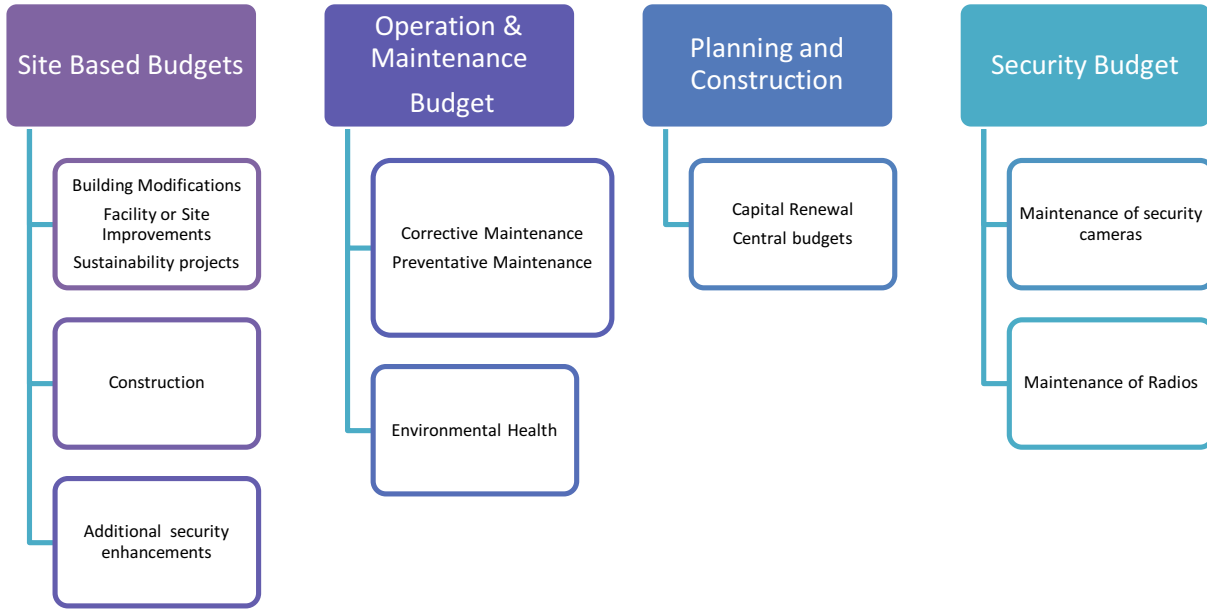 Site Based Budgets
Building Modifications
Facility or Site
Improvements
Sustainability projects
Construction
Additional security
enhancements
Operation &
Maintenance
Budget
Corrective Maintenance
Preventative Maintenance
Environmental Health
Planning and
Construction
Capital Renewal
Central budgets
Security Budget
Maintenance of security
cameras
Maintenance of Radios